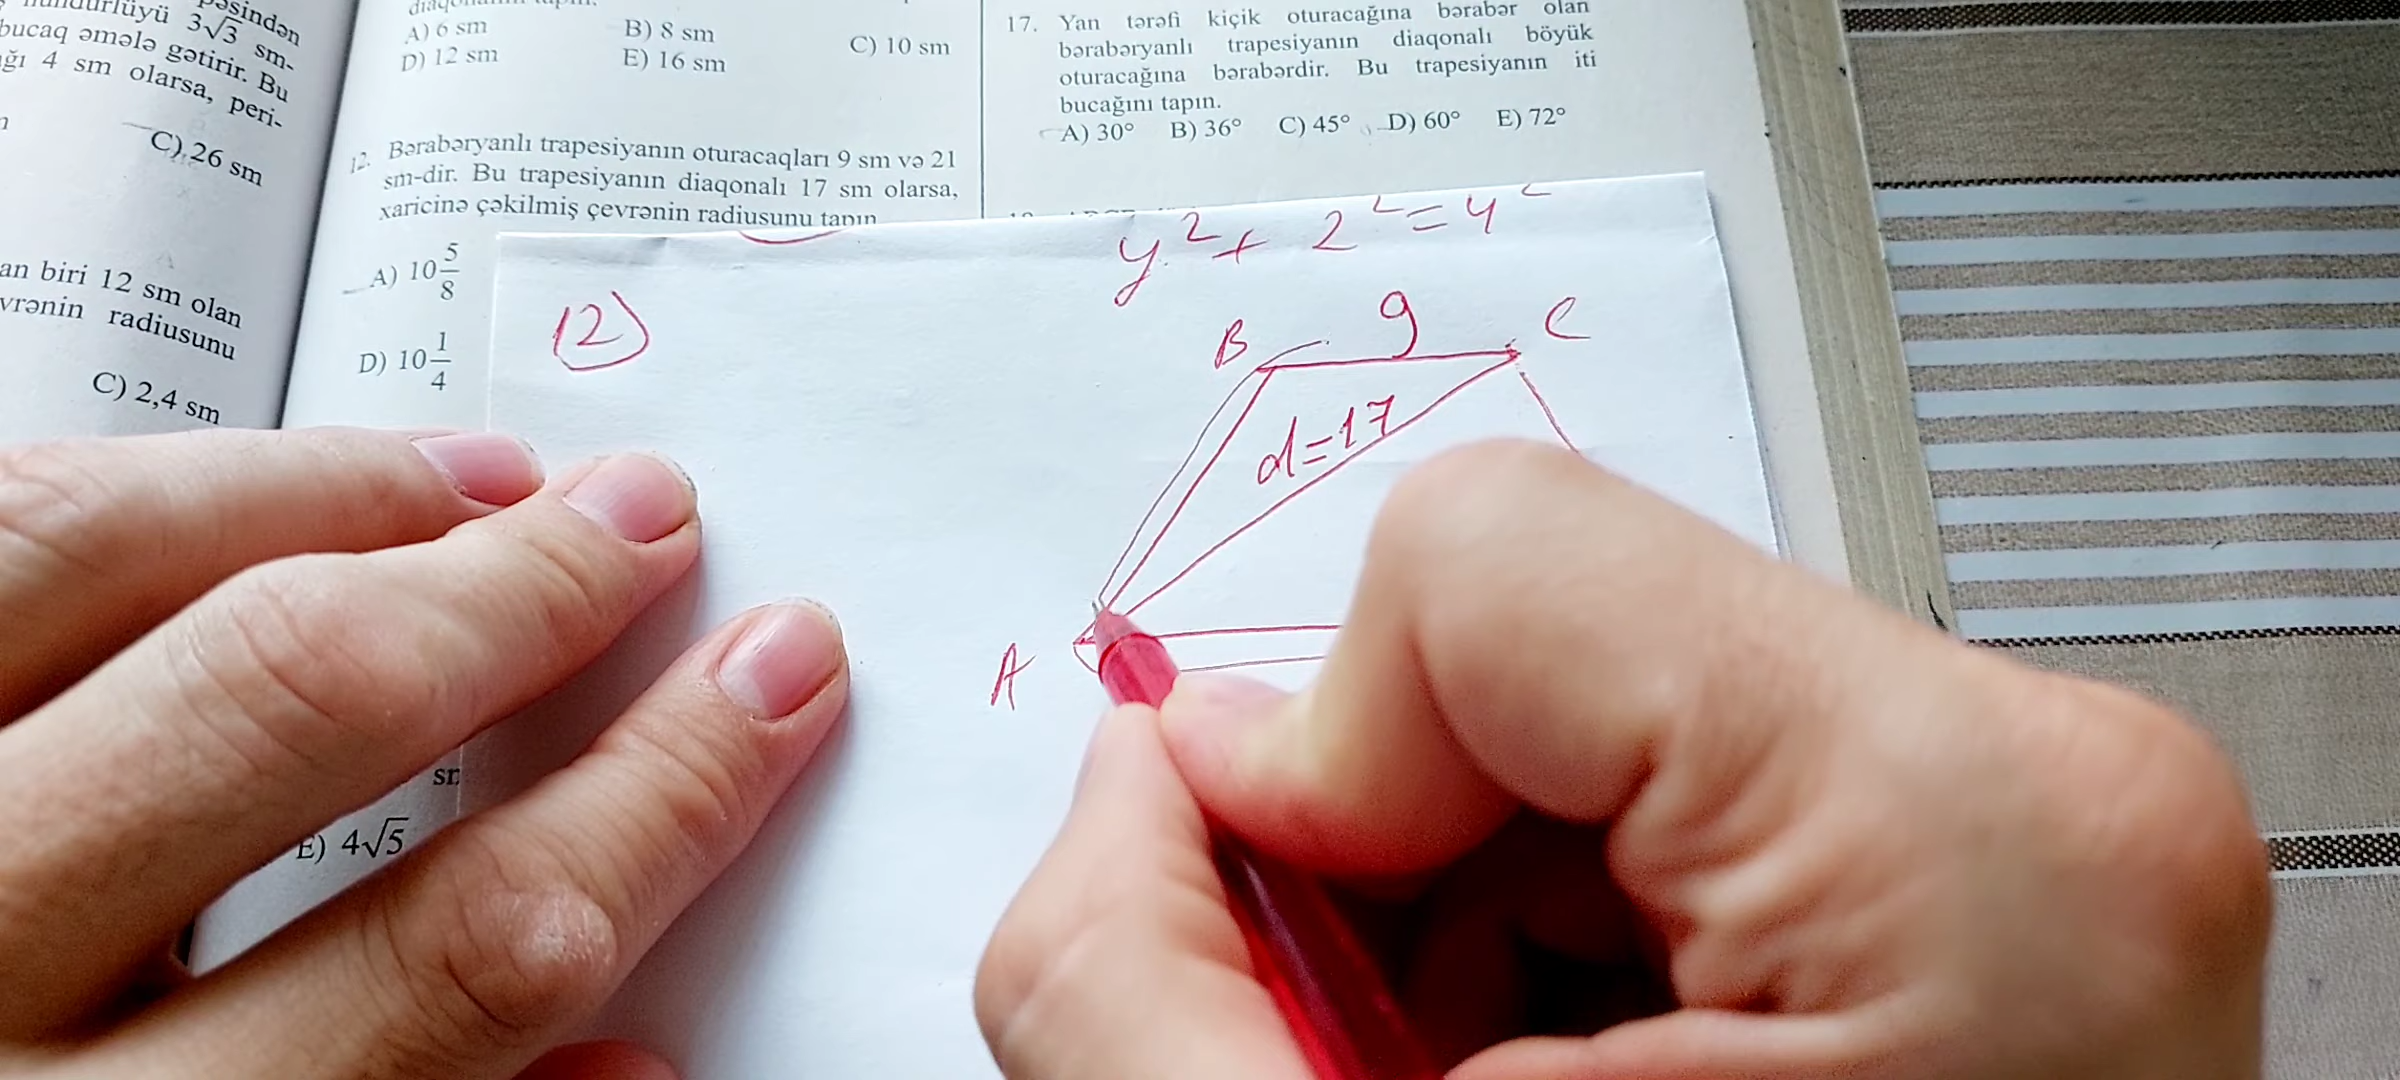 3√3 sm-
bucaq əmələ gətirir. Bu
4 sm olarsa, peri-
C) 26 sm
an biri 12 sm olan
vrənin radiusunu
C) 2,4 sm
A) 6 sm B) 8 sm C) 10 sm
D) 12 sm E) 16 sm
12. Bərabəryanlı trapesiyanın oturacaqları 9 sm və 21
sm-dir. Bu trapesiyanın diaqonalı 17 sm olarsa,
xaricinə çəkilmiş çevrənin radiusunu tapın
A) 10 5/8
D) 10 1/4
E) 4√5
17. Yan tərəfi kiçik oturacağına bərabər olan
bərabəryanlı trapesiyanın diaqonalı böyük
oturacağına bərabərdir. Bu trapesiyanın iti
bucağını tapın.
A) 30° B) 36° C) 45° D) 60° E) 72°
y² + 2² = 4²
12
B 9 C
d=17
A